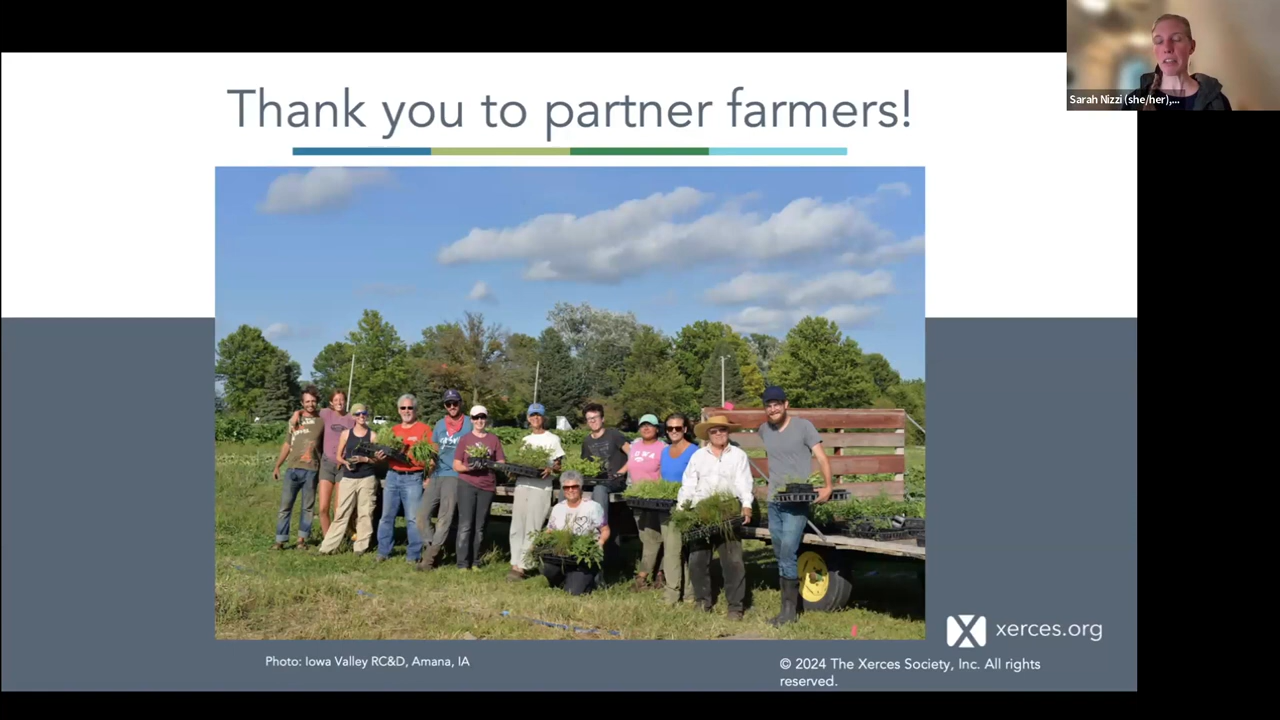 Thank you to partner farmers!
Sarah Nizzi (she/her),...
xerces.org
Photo: Iowa Valley RC&D, Amana, IA
© 2024 The Xerces Society, Inc. All rights
reserved.